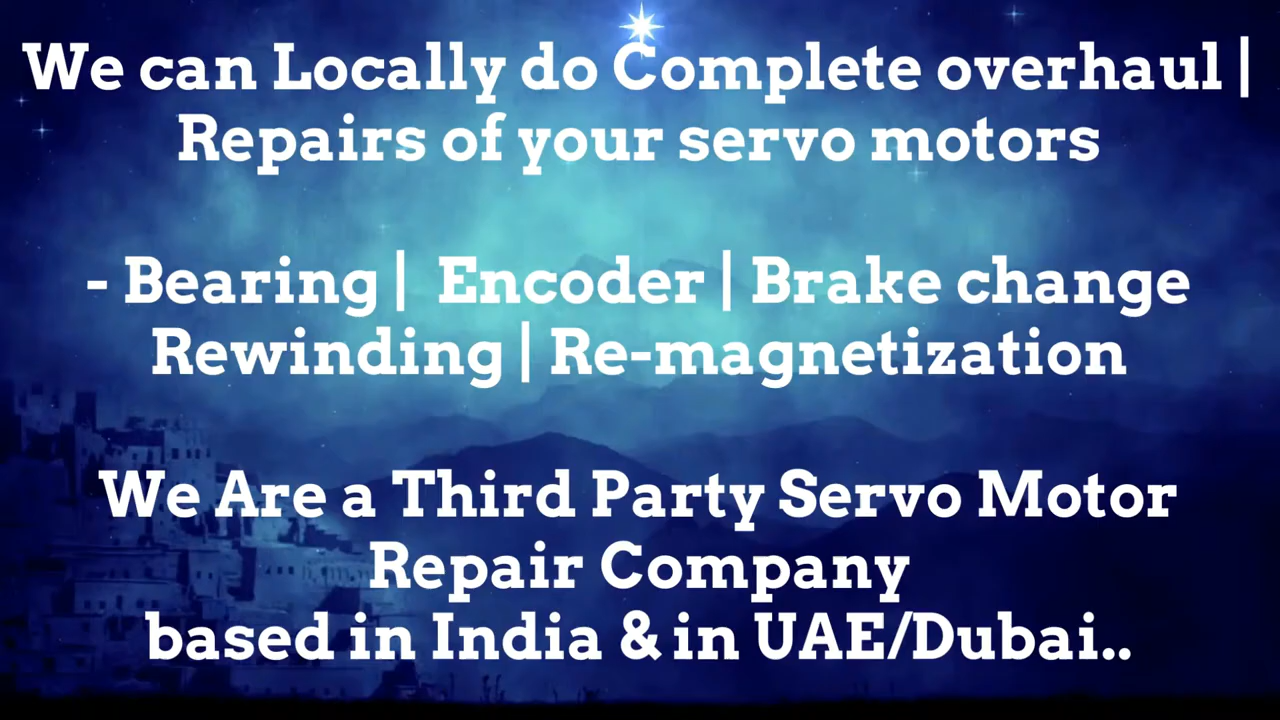 We can Locally do Complete overhaul |
Repairs of your servo motors
- Bearing | Encoder | Brake change
Rewinding | Re-magnetization
We Are a Third Party Servo Motor
Repair Company
based in India & in UAE/Dubai..